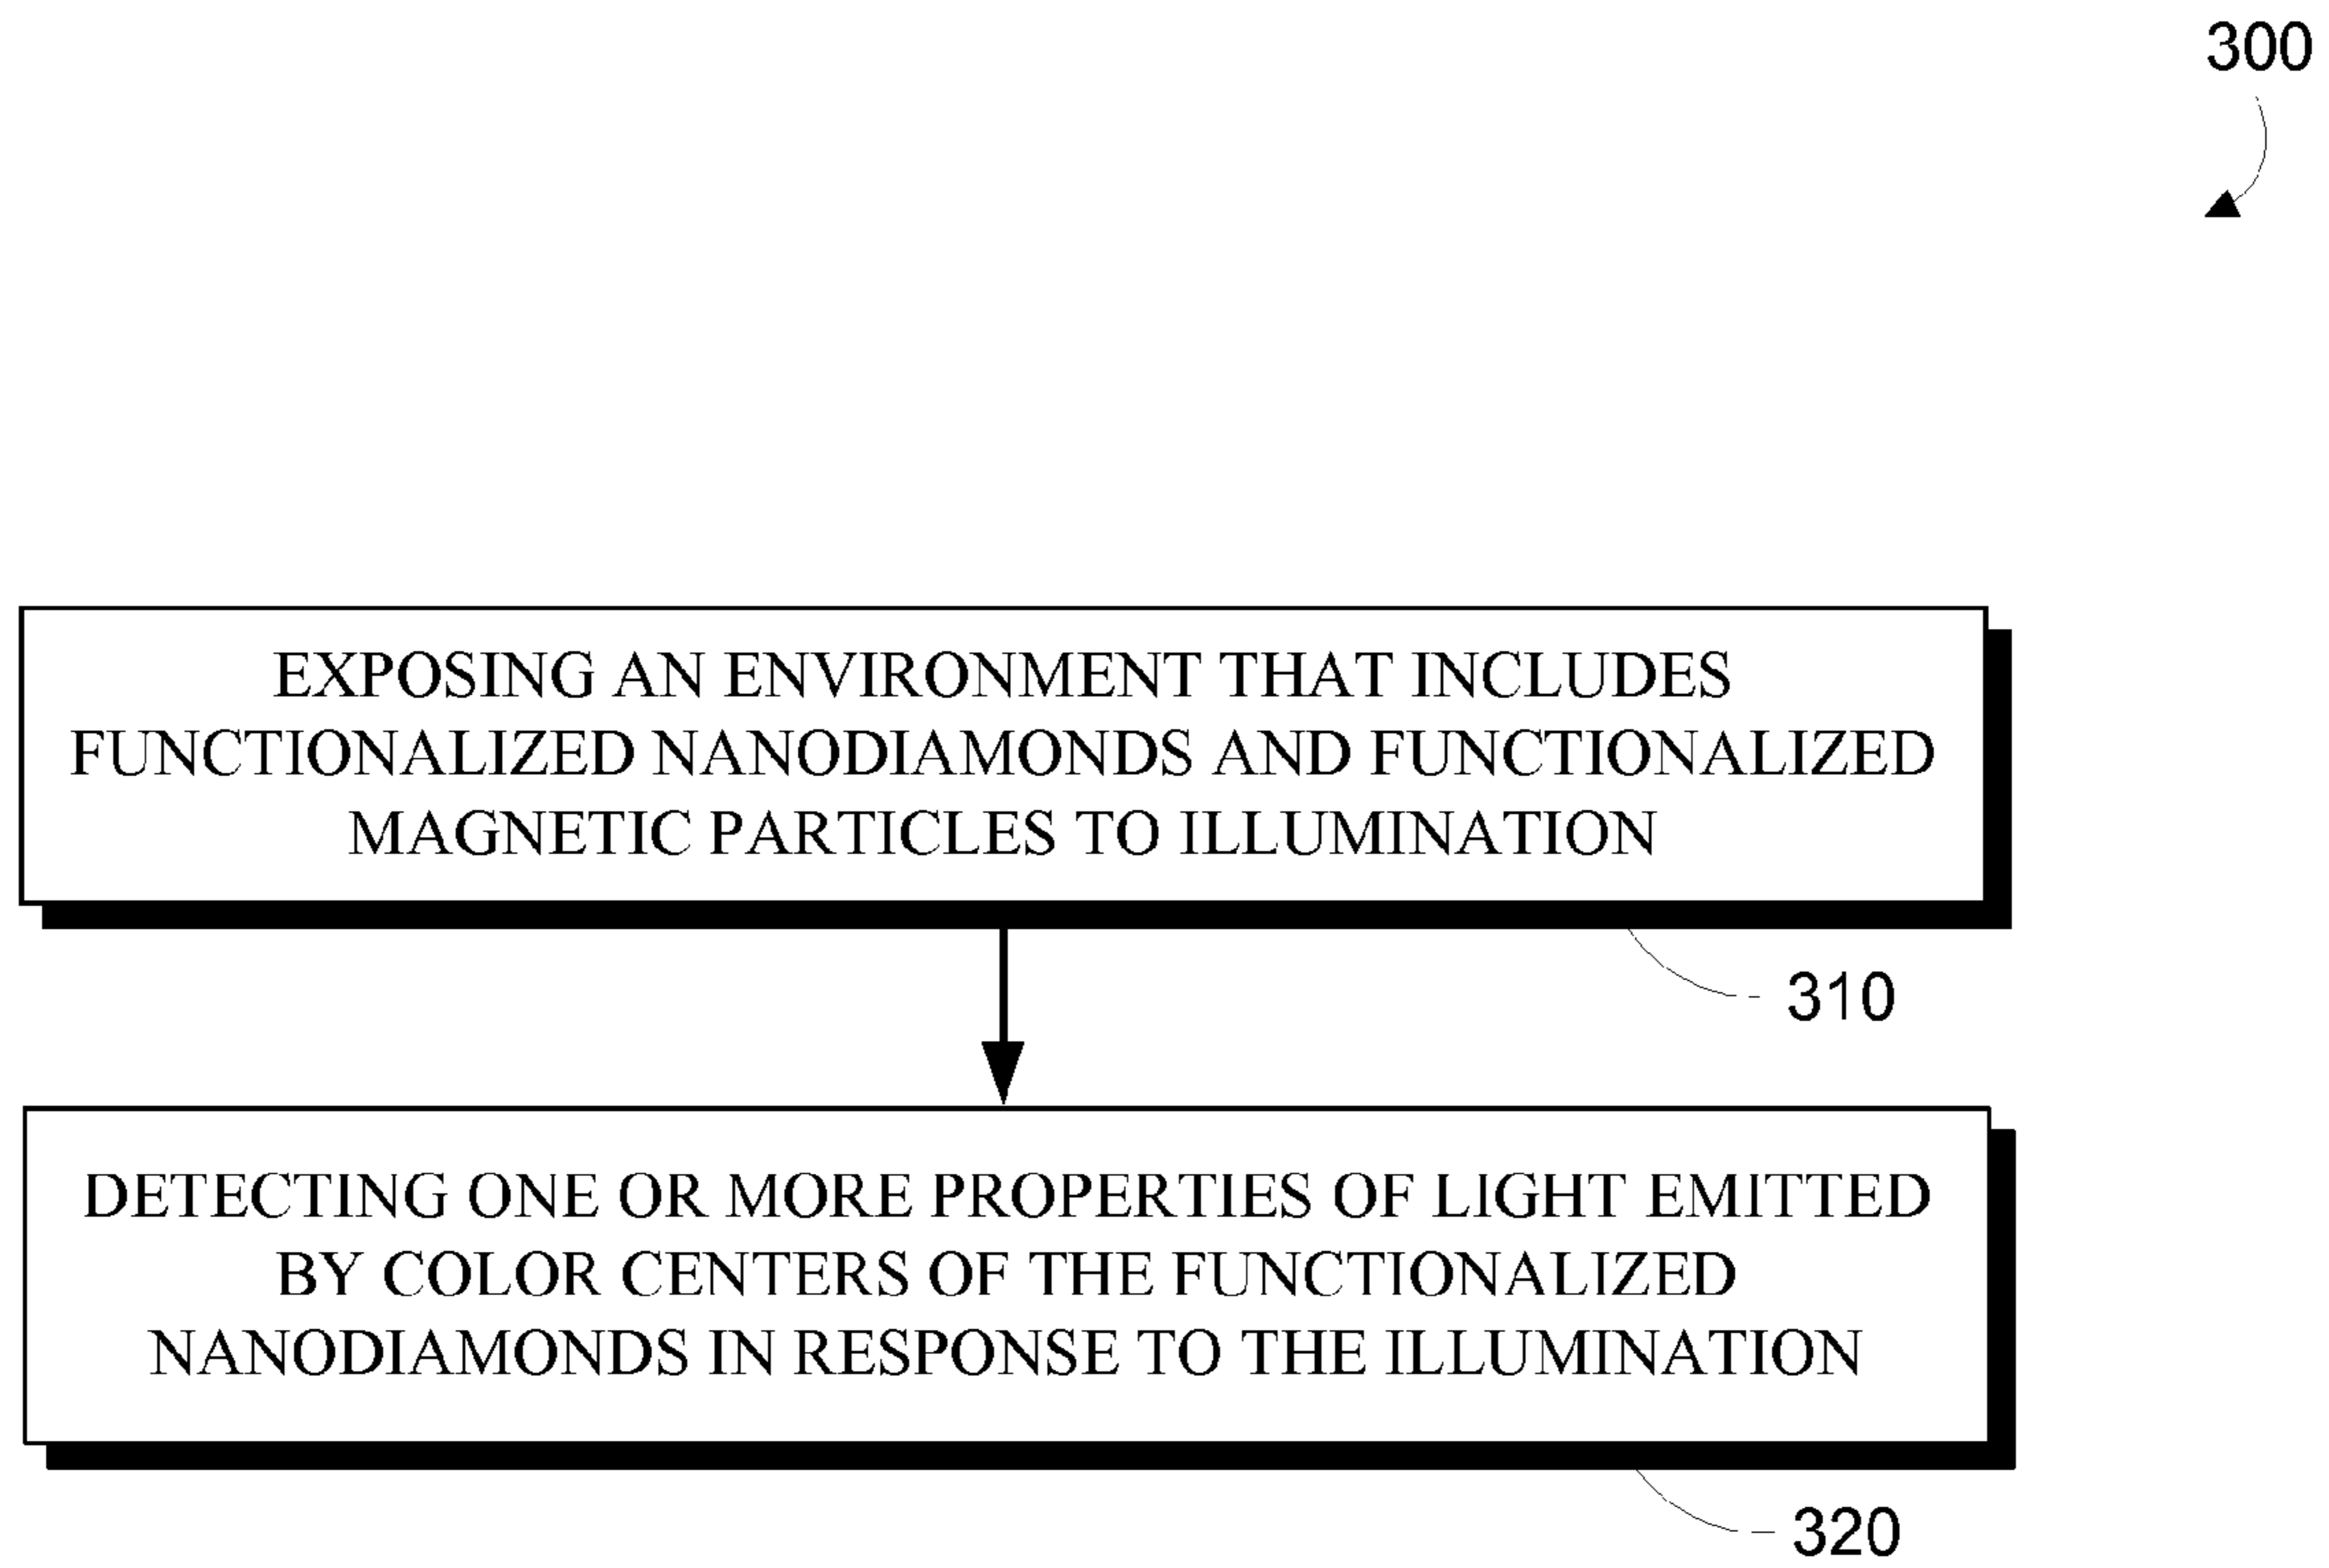 300
EXPOSING AN ENVIRONMENT THAT INCLUDES
FUNCTIONALIZED NANODIAMONDS AND FUNCTIONALIZED
MAGNETIC PARTICLES TO ILLUMINATION
310
DETECTING ONE OR MORE PROPERTIES OF LIGHT EMITTED
BY COLOR CENTERS OF THE FUNCTIONALIZED
NANODIAMONDS IN RESPONSE TO THE ILLUMINATION
320